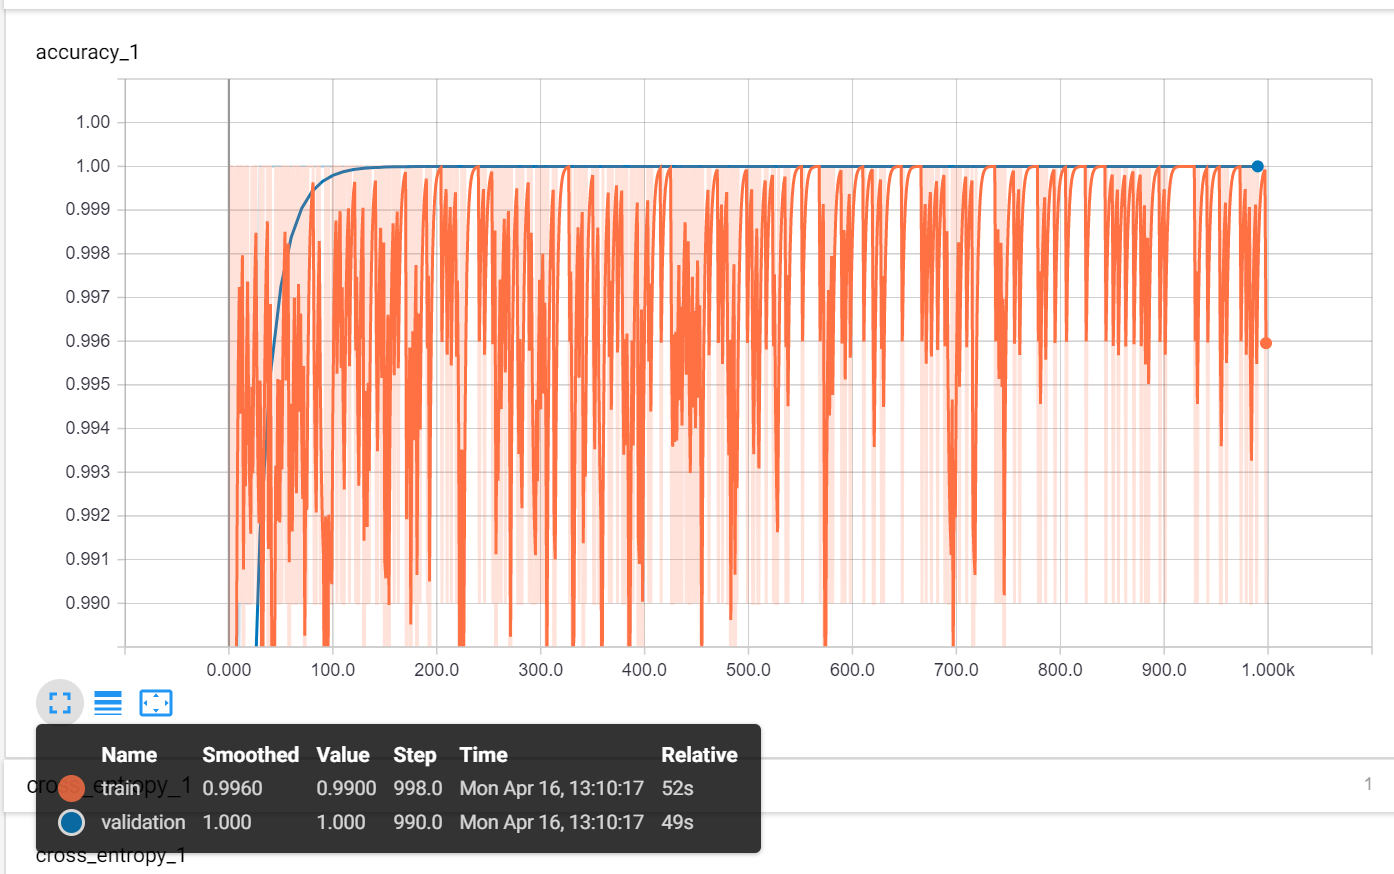 accuracy_1
1.00
1.00
0.999
0.998
0.997
0.996
0.995
0.994
0.993
0.992
0.991
0.990
0.000 100.0 200.0 300.0 400.0 500.0 600.0 700.0 800.0 900.0 1.000k
Name Smoothed Value Step Time Relative
train 0.9960 0.9900 998.0 Mon Apr 16, 13:10:17 52s
validation 1.000 1.000 990.0 Mon Apr 16, 13:10:17 49s
cross_entropy_1 1
cross_entropy_1